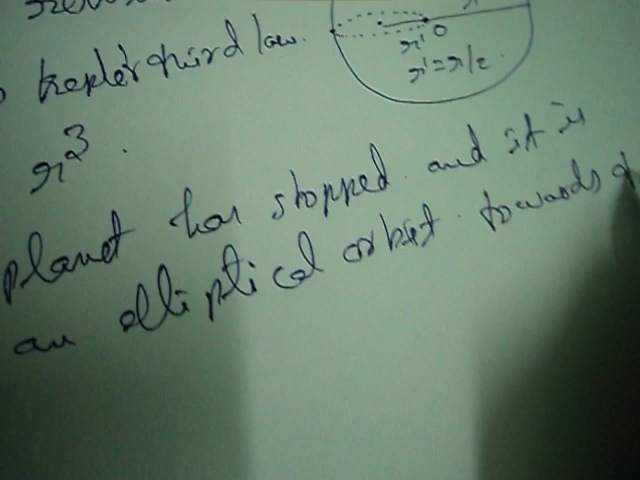 Kepler third law.
r' O
r' = r/2.
r³.
planet has stopped and it is
an elliptical orbit towards